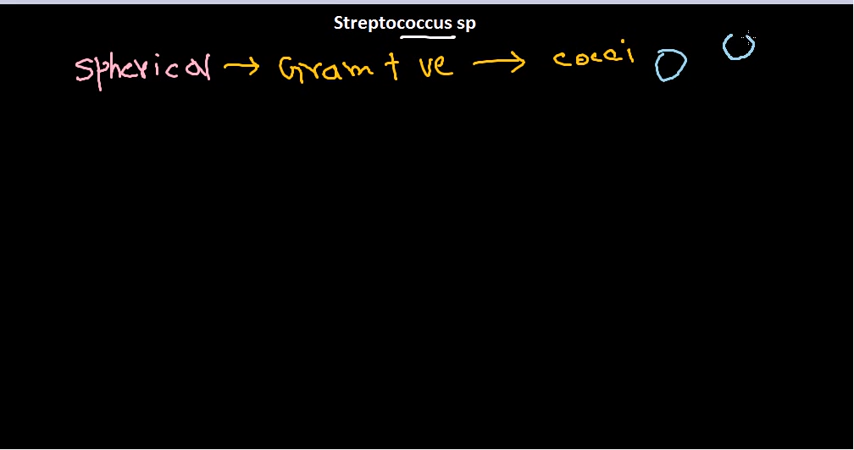 Streptococcus sp
Spherical → Gram + ve → cocci